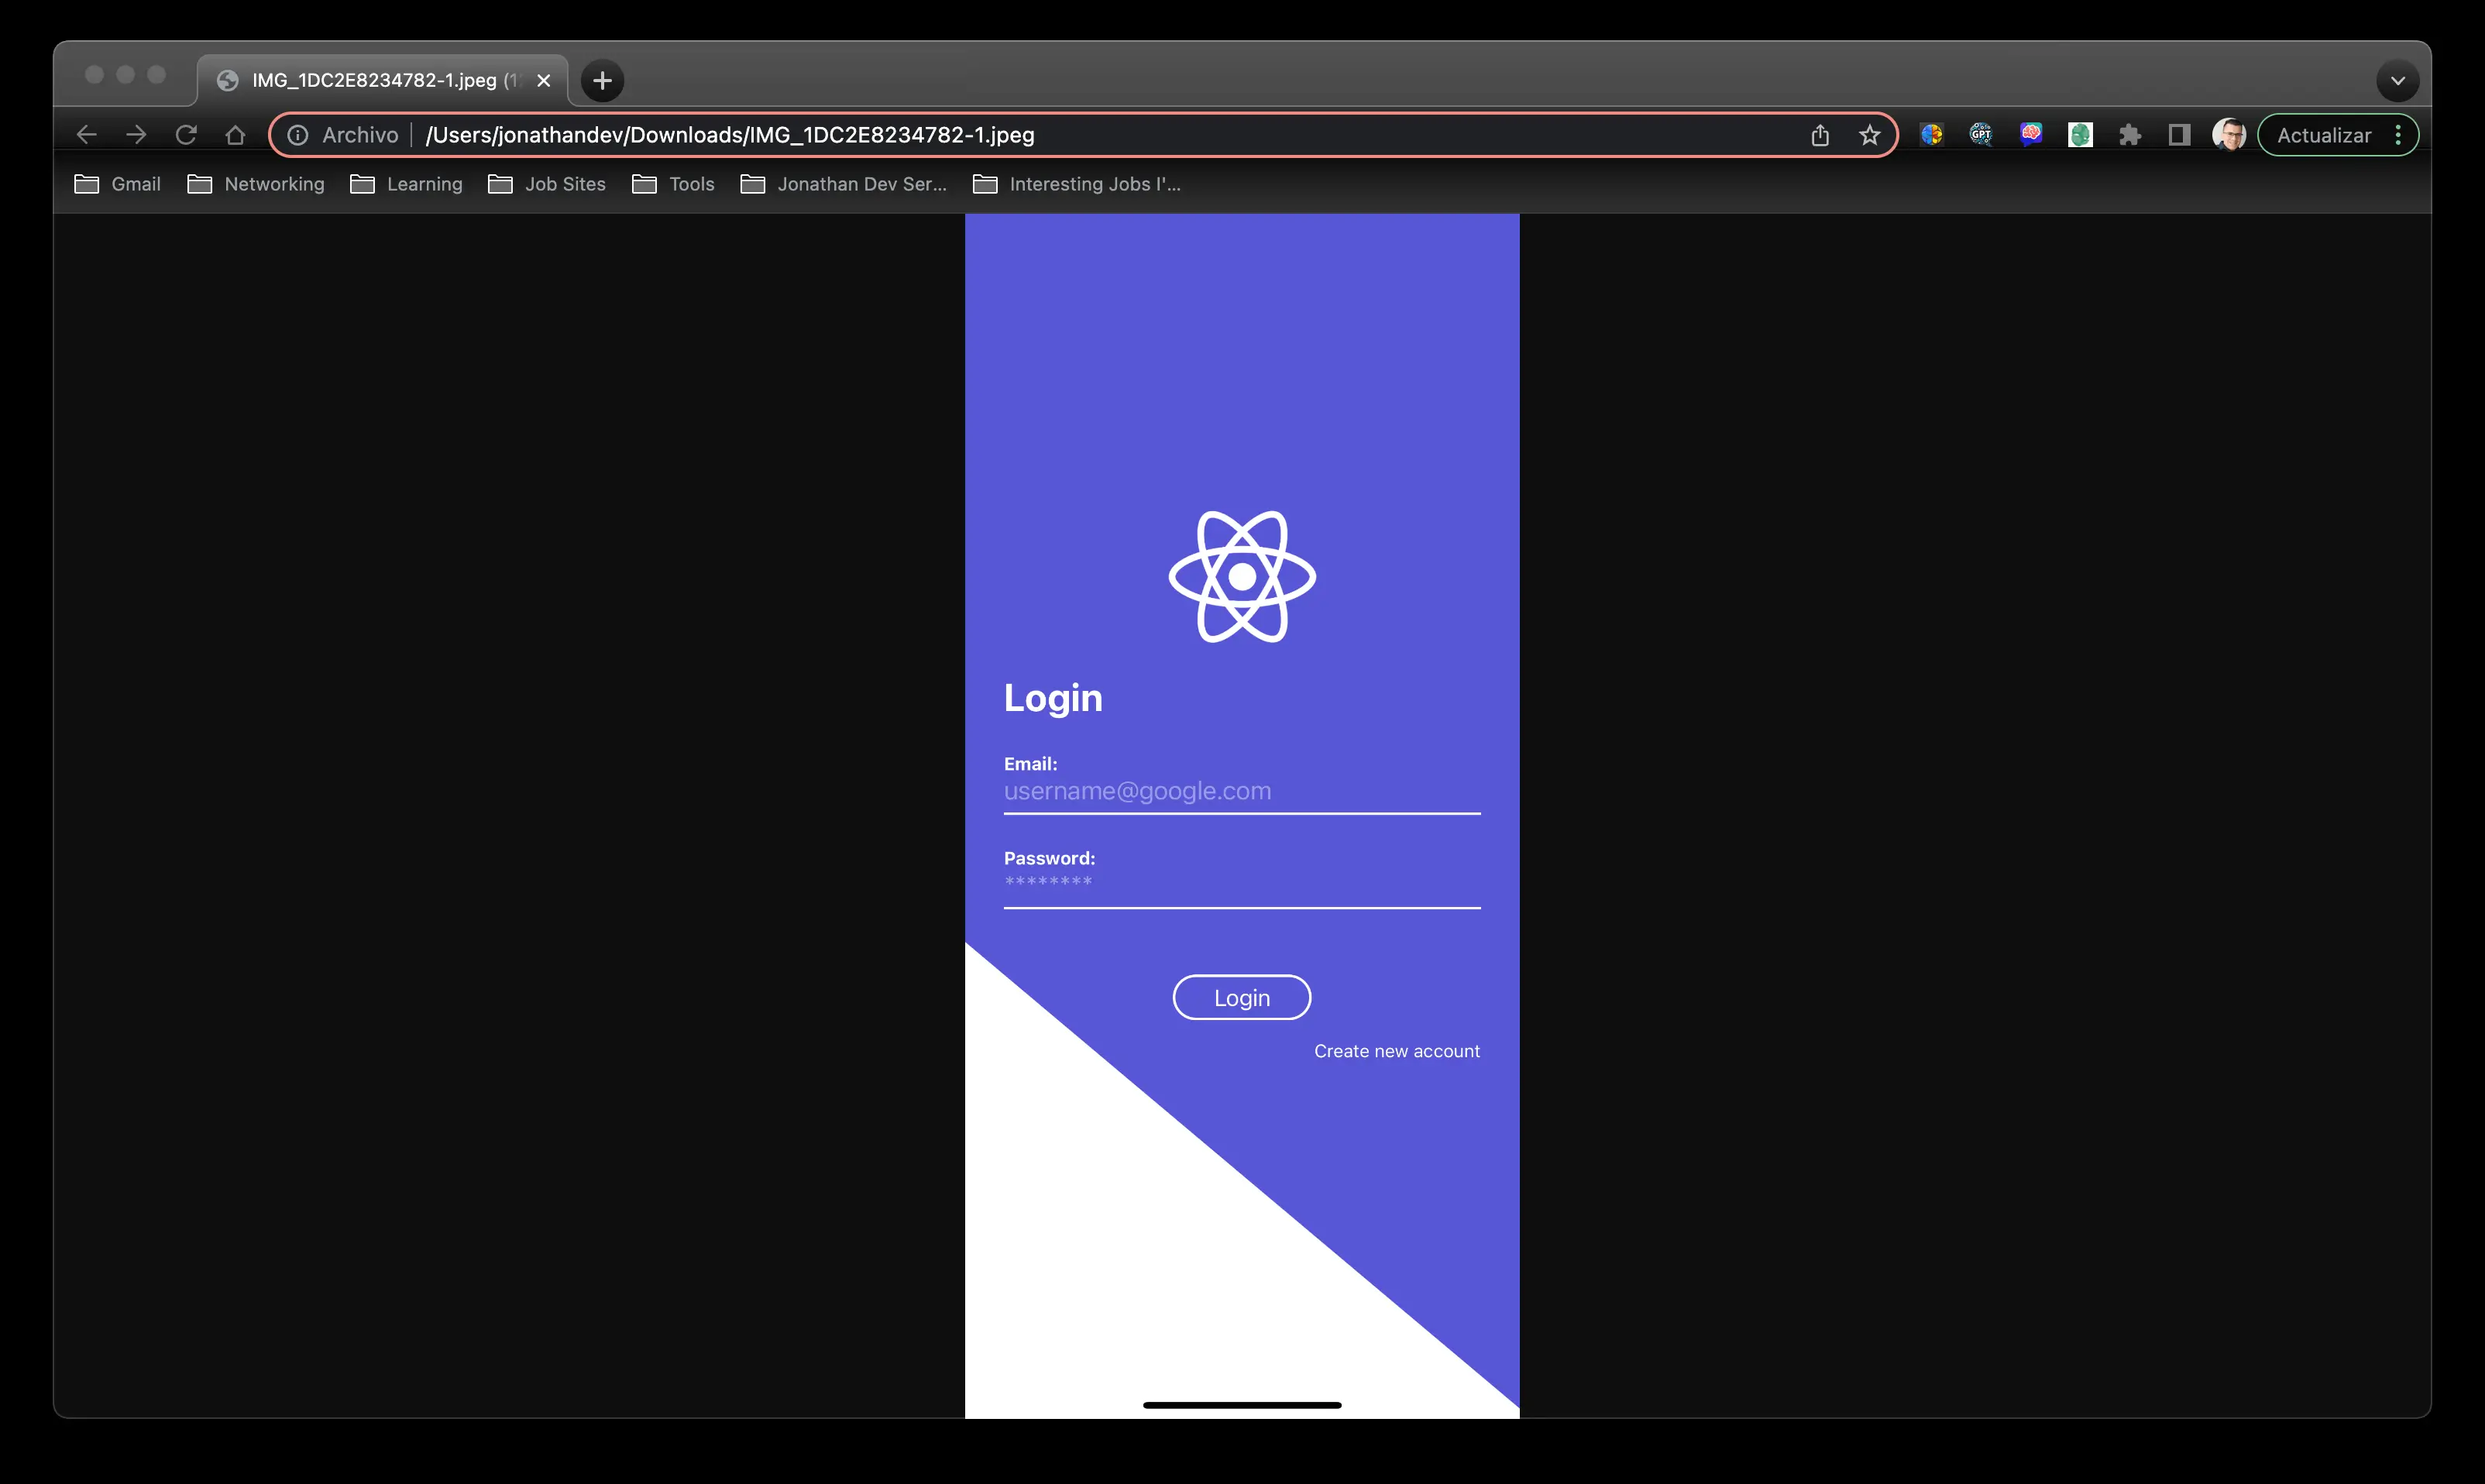 IMG_1DC2E8234782-1.jpeg (1
Archivo /Users/jonathandev/Downloads/IMG_1DC2E8234782-1.jpeg
GPT
Actualizar
Gmail Networking Learning Job Sites Tools Jonathan Dev Ser... Interesting Jobs I'...
Login
Email:
username@google.com
Password:
********
Login
Create new account